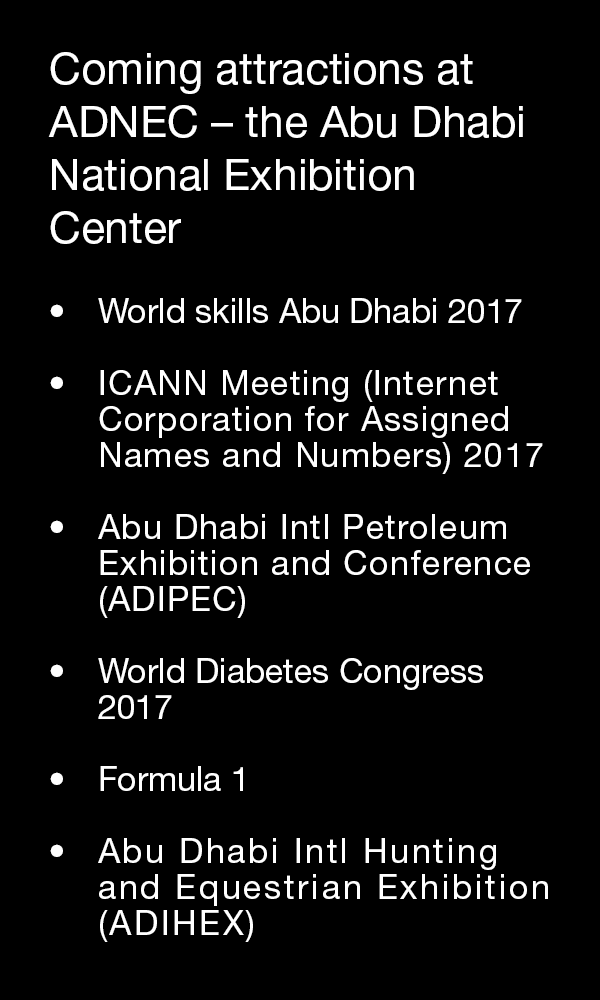 Coming attractions at
ADNEC – the Abu Dhabi
National Exhibition
Center
• World skills Abu Dhabi 2017
• ICANN Meeting (Internet
Corporation for Assigned
Names and Numbers) 2017
• Abu Dhabi Intl Petroleum
Exhibition and Conference
(ADIPEC)
• World Diabetes Congress
2017
• Formula 1
• Abu Dhabi Intl Hunting
and Equestrian Exhibition
(ADIHEX)